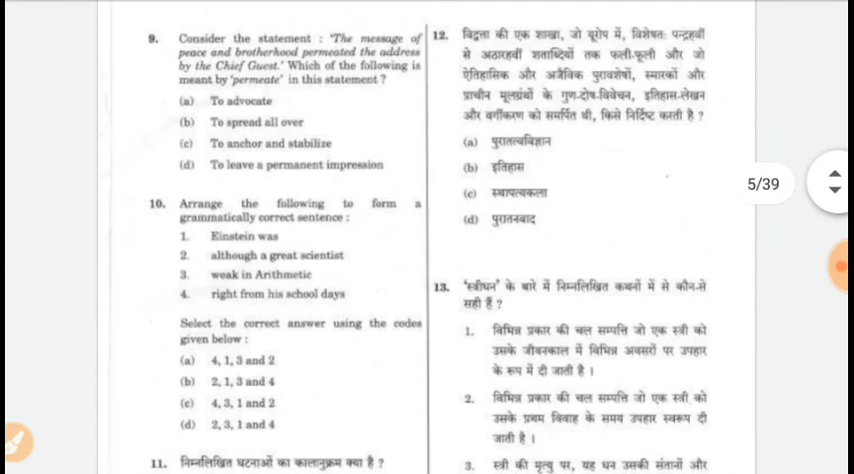 9. Consider the statement : 'The message of
peace and brotherhood permeated the address
by the Chief Guest.' Which of the following is
meant by 'permeate' in this statement ?
(a) To advocate
(b) To spread all over
(c) To anchor and stabilize
(d) To leave a permanent impression
10. Arrange the following to form a
grammatically correct sentence :
1. Einstein was
2. although a great scientist
3. weak in Arithmetic
4. right from his school days
Select the correct answer using the codes
given below :
(a) 4, 1, 3 and 2
(b) 2, 1, 3 and 4
(c) 4, 3, 1 and 2
(d) 2, 3, 1 and 4
11. निम्नलिखित घटनाओं का कालानुक्रम क्या है ?
12. विद्वत्ता की एक शाखा, जो यूरोप में, विशेषतः पन्द्रहवीं
से अठारहवीं शताब्दियों तक फली-फूली और जो
ऐतिहासिक और अजैविक पुरावशेषों, स्मारकों और
प्राचीन मूलग्रंथों के गुण-दोष-विवेचन, इतिहास-लेखन
और वर्गीकरण को समर्पित थी, किसे निर्दिष्ट करती है ?
(a) पुरातत्वविज्ञान
(b) इतिहास
(c) स्थापत्यकला
(d) पुरातनवाद
13. 'स्त्रीधन' के बारे में निम्नलिखित कथनों में से कौन-से
सही हैं ?
1. विभिन्न प्रकार की चल सम्पत्ति जो एक स्त्री को
उसके जीवनकाल में विभिन्न अवसरों पर उपहार
के रूप में दी जाती है ।
2. विभिन्न प्रकार की चल सम्पत्ति जो एक स्त्री को
उसके प्रथम विवाह के समय उपहार स्वरूप दी
जाती है ।
3. स्त्री की मृत्यु पर, यह धन उसकी संतानों और
5/39